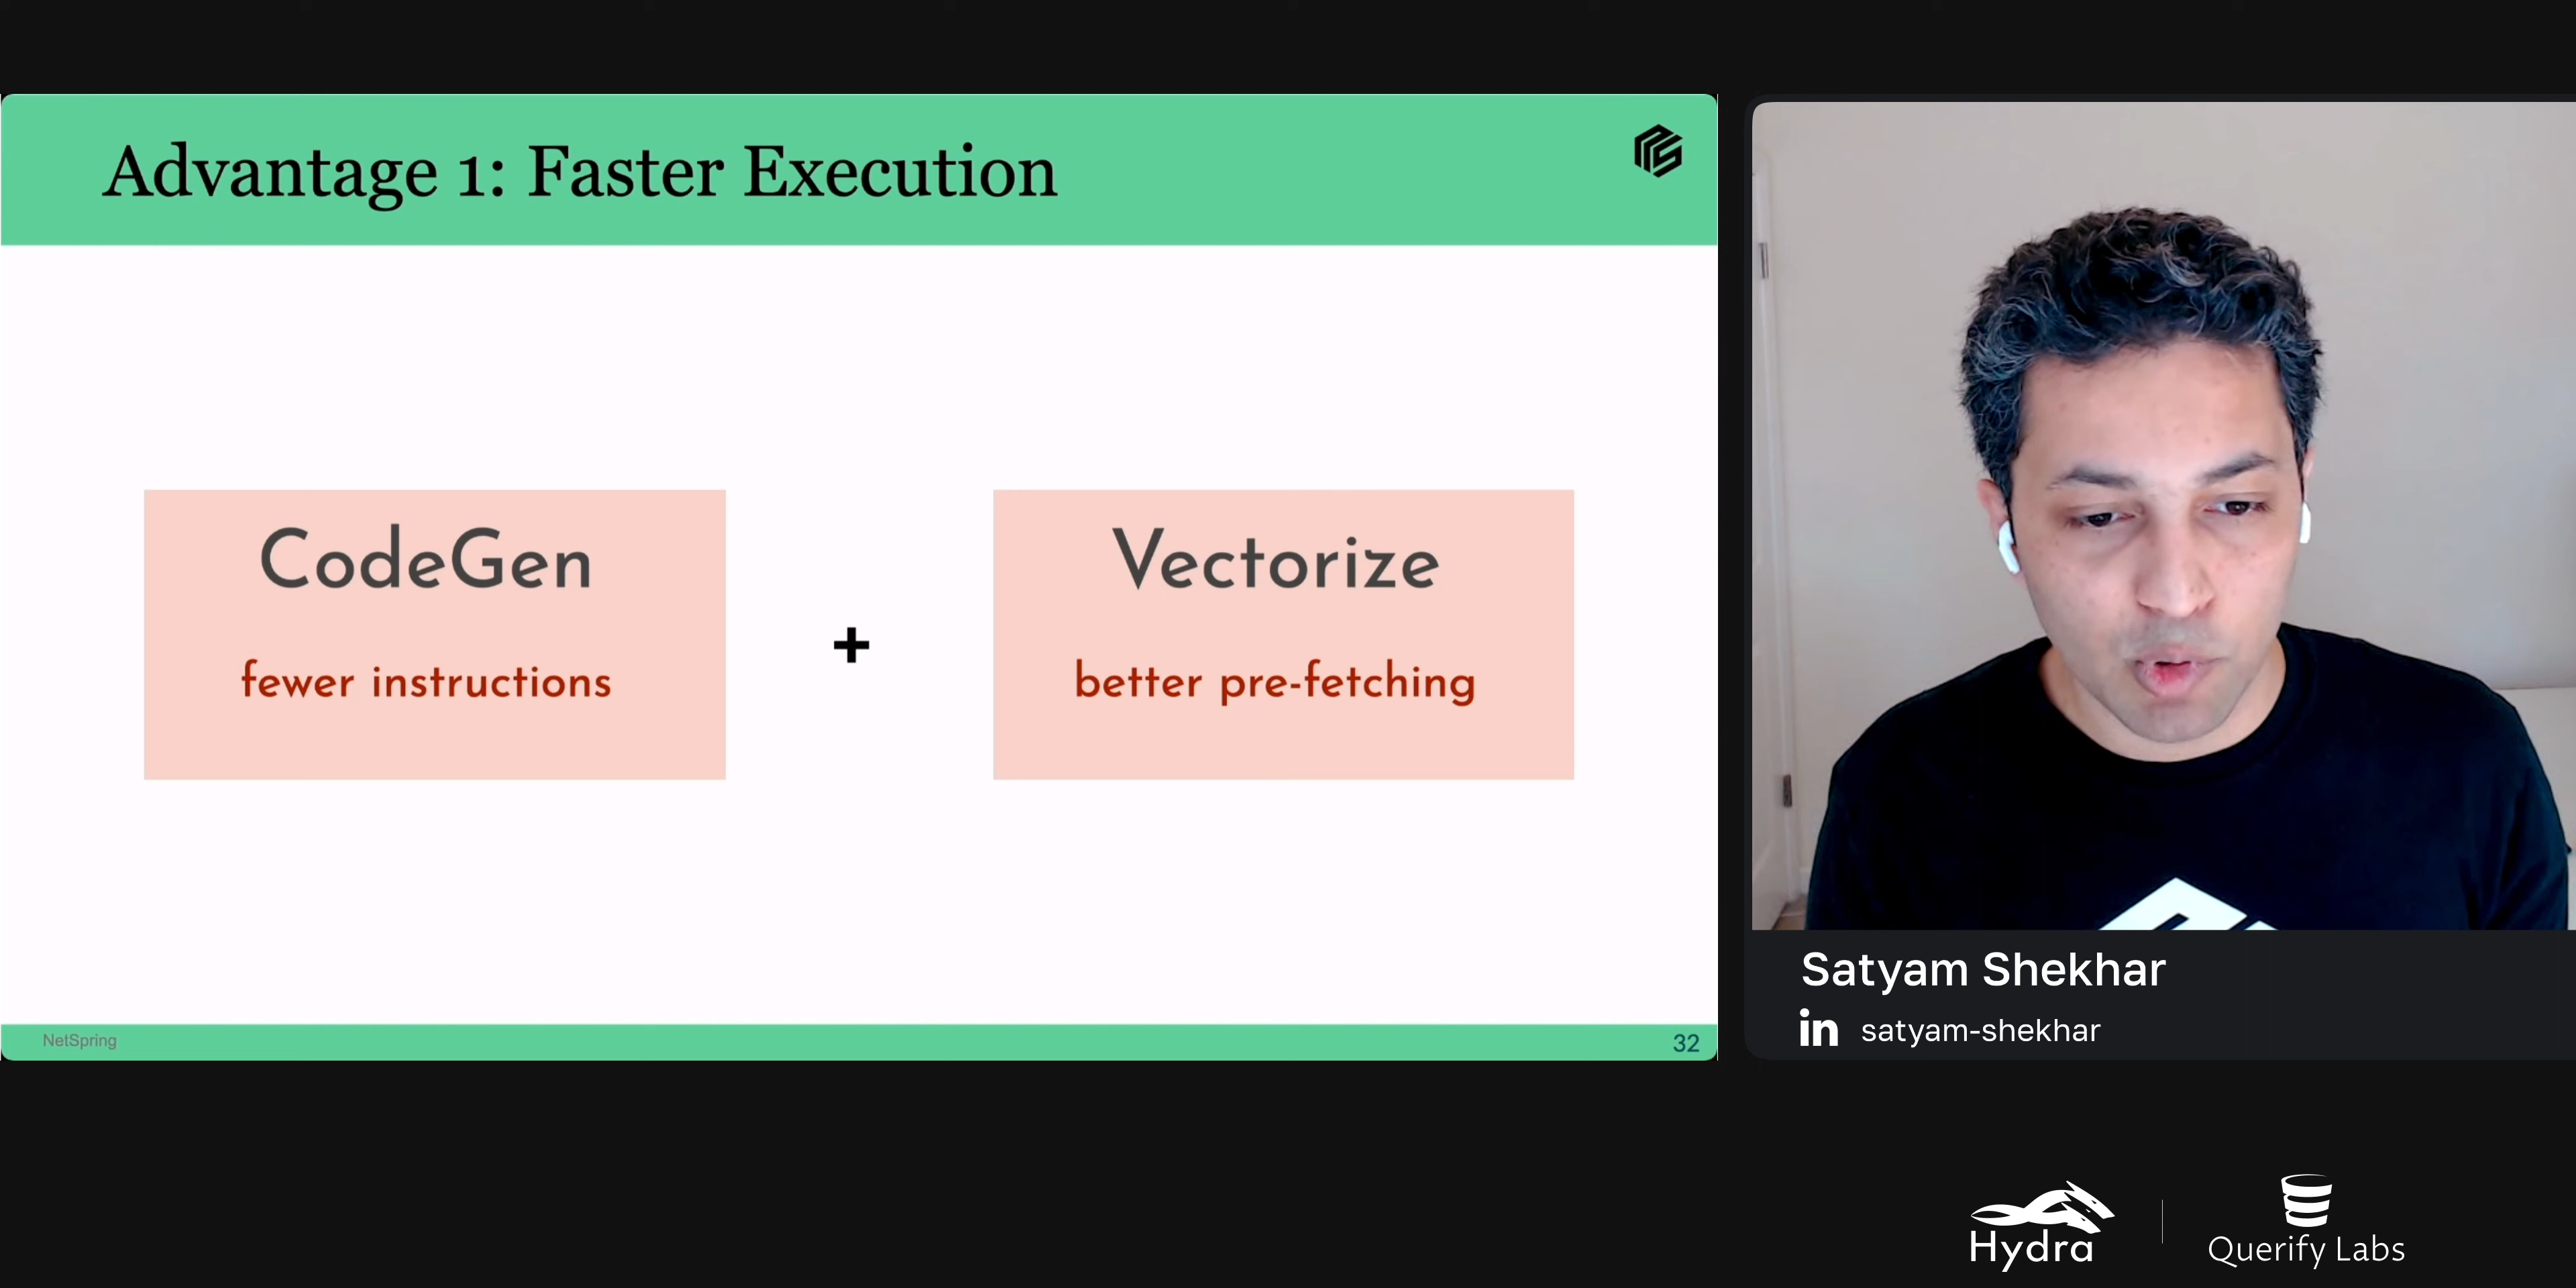 Advantage 1: Faster Execution
CodeGen
fewer instructions
+
Vectorize
better pre-fetching
NetSpring
32
Satyam Shekhar
in satyam-shekhar
Hydra
Querify Labs